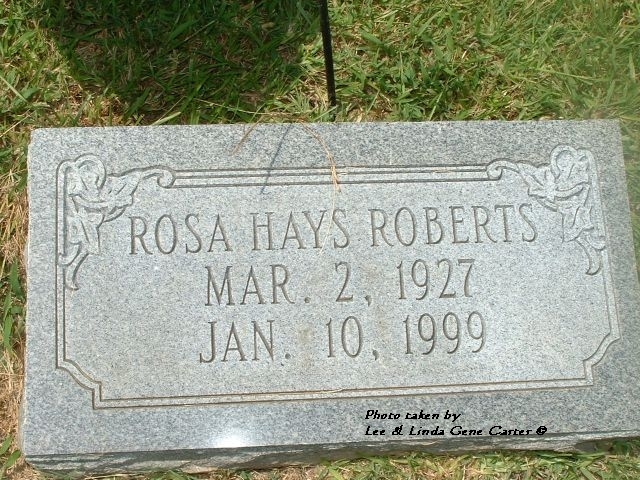 ROSA HAYS ROBERTS
MAR. 2, 1927
JAN. 10, 1999
Photo taken by
Lee & Linda Gene Carter ©